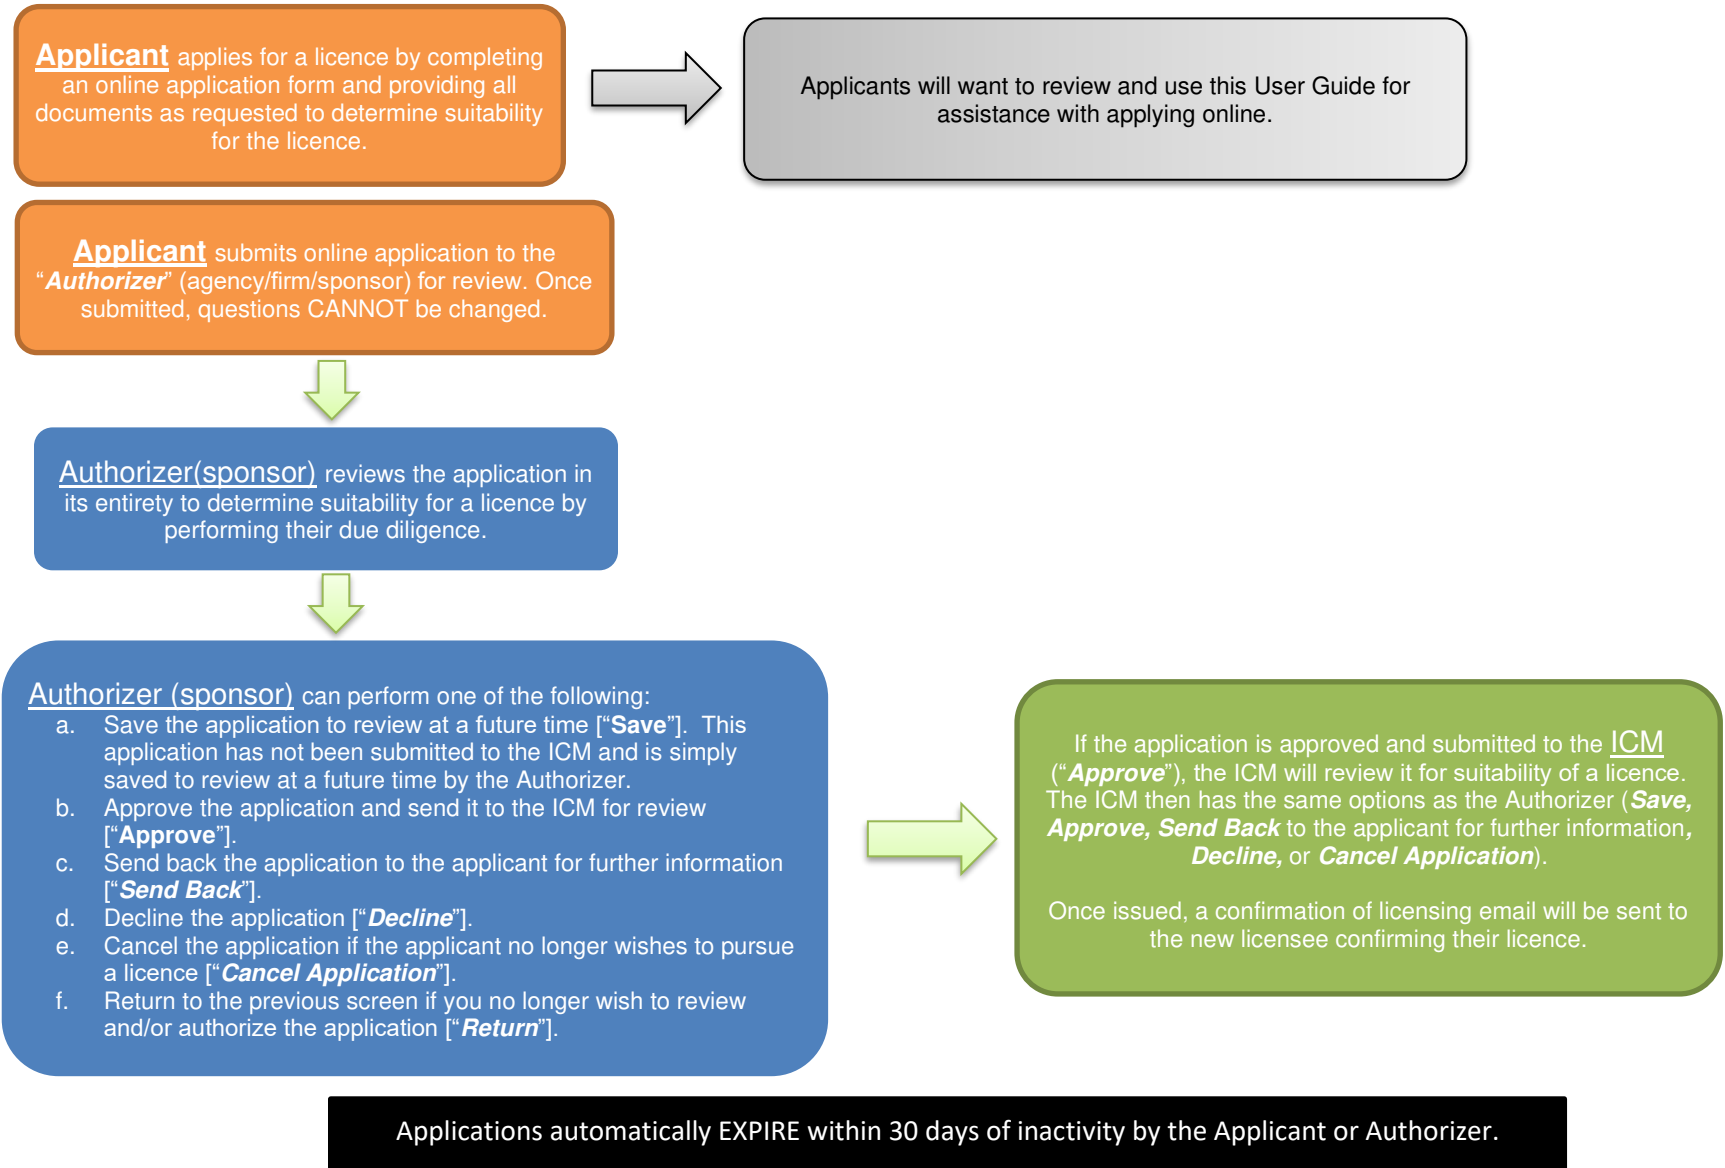 Applicant applies for a licence by completing
an online application form and providing all
documents as requested to determine suitability
for the licence.
Applicants will want to review and use this User Guide for
assistance with applying online.
Applicant submits online application to the
“Authorizer” (agency/firm/sponsor) for review. Once
submitted, questions CANNOT be changed.
Authorizer(sponsor) reviews the application in
its entirety to determine suitability for a licence by
performing their due diligence.
Authorizer (sponsor) can perform one of the following:
a. Save the application to review at a future time [“Save”]. This
application has not been submitted to the ICM and is simply
saved to review at a future time by the Authorizer.
b. Approve the application and send it to the ICM for review
[“Approve”].
c. Send back the application to the applicant for further information
[“Send Back”].
d. Decline the application [“Decline”].
e. Cancel the application if the applicant no longer wishes to pursue
a licence [“Cancel Application”].
f. Return to the previous screen if you no longer wish to review
and/or authorize the application [“Return”].
If the application is approved and submitted to the ICM
(“Approve”), the ICM will review it for suitability of a licence.
The ICM then has the same options as the Authorizer (Save,
Approve, Send Back to the applicant for further information,
Decline, or Cancel Application).
Once issued, a confirmation of licensing email will be sent to
the new licensee confirming their licence.
Applications automatically EXPIRE within 30 days of inactivity by the Applicant or Authorizer.